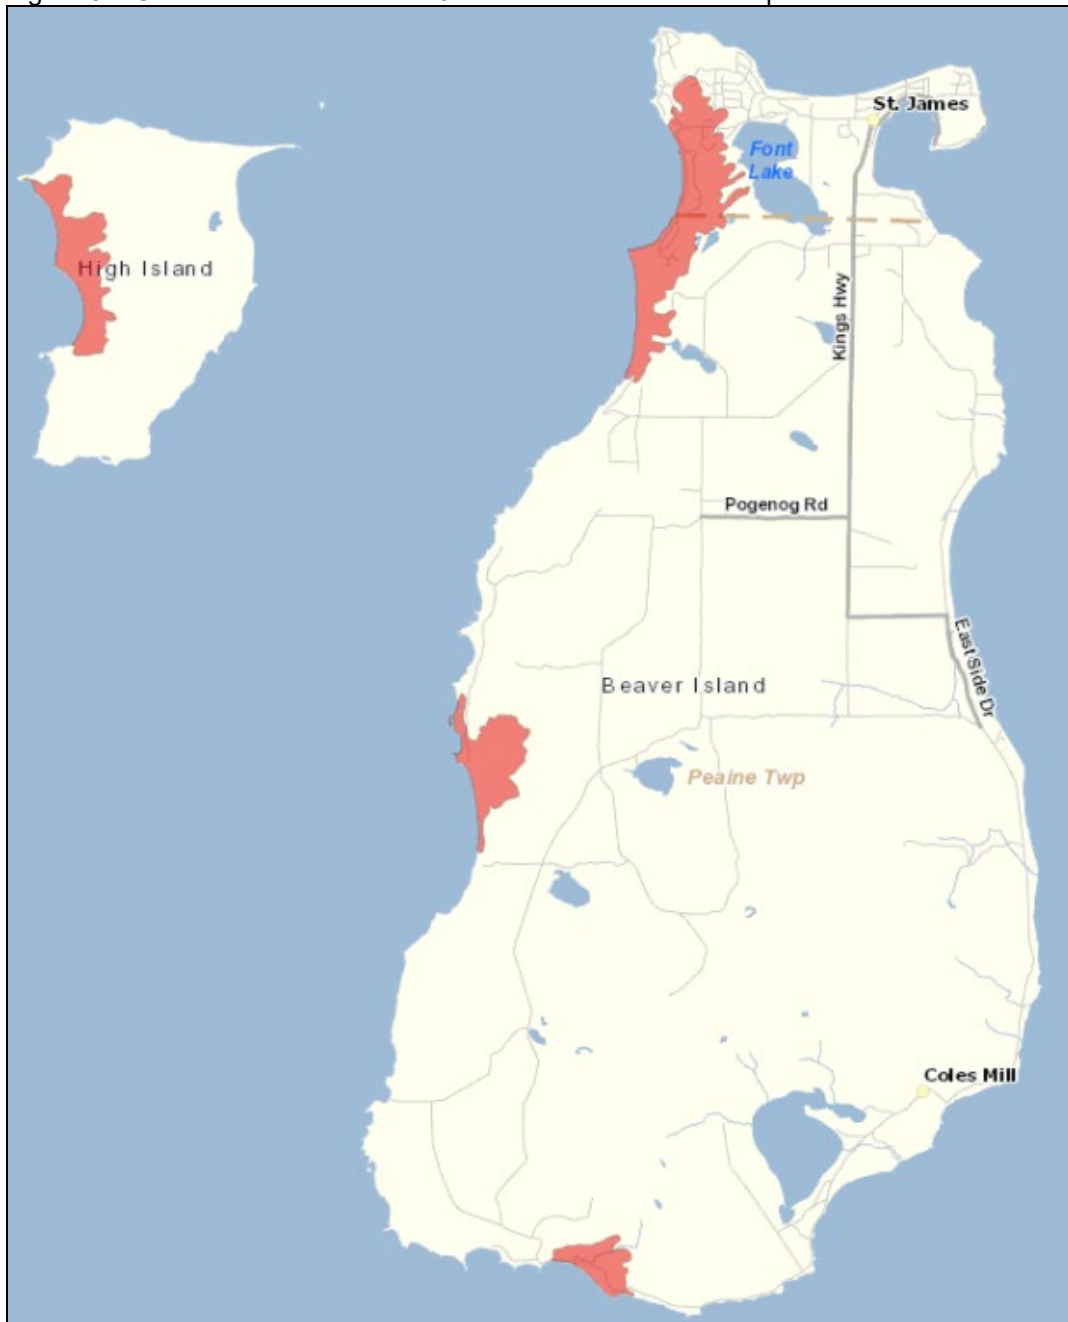 St. James
Font
Lake
High Island
Kings Hwy
Pogenog Rd
East Side Dr
Beaver Island
Peaine Twp
Coles Mill